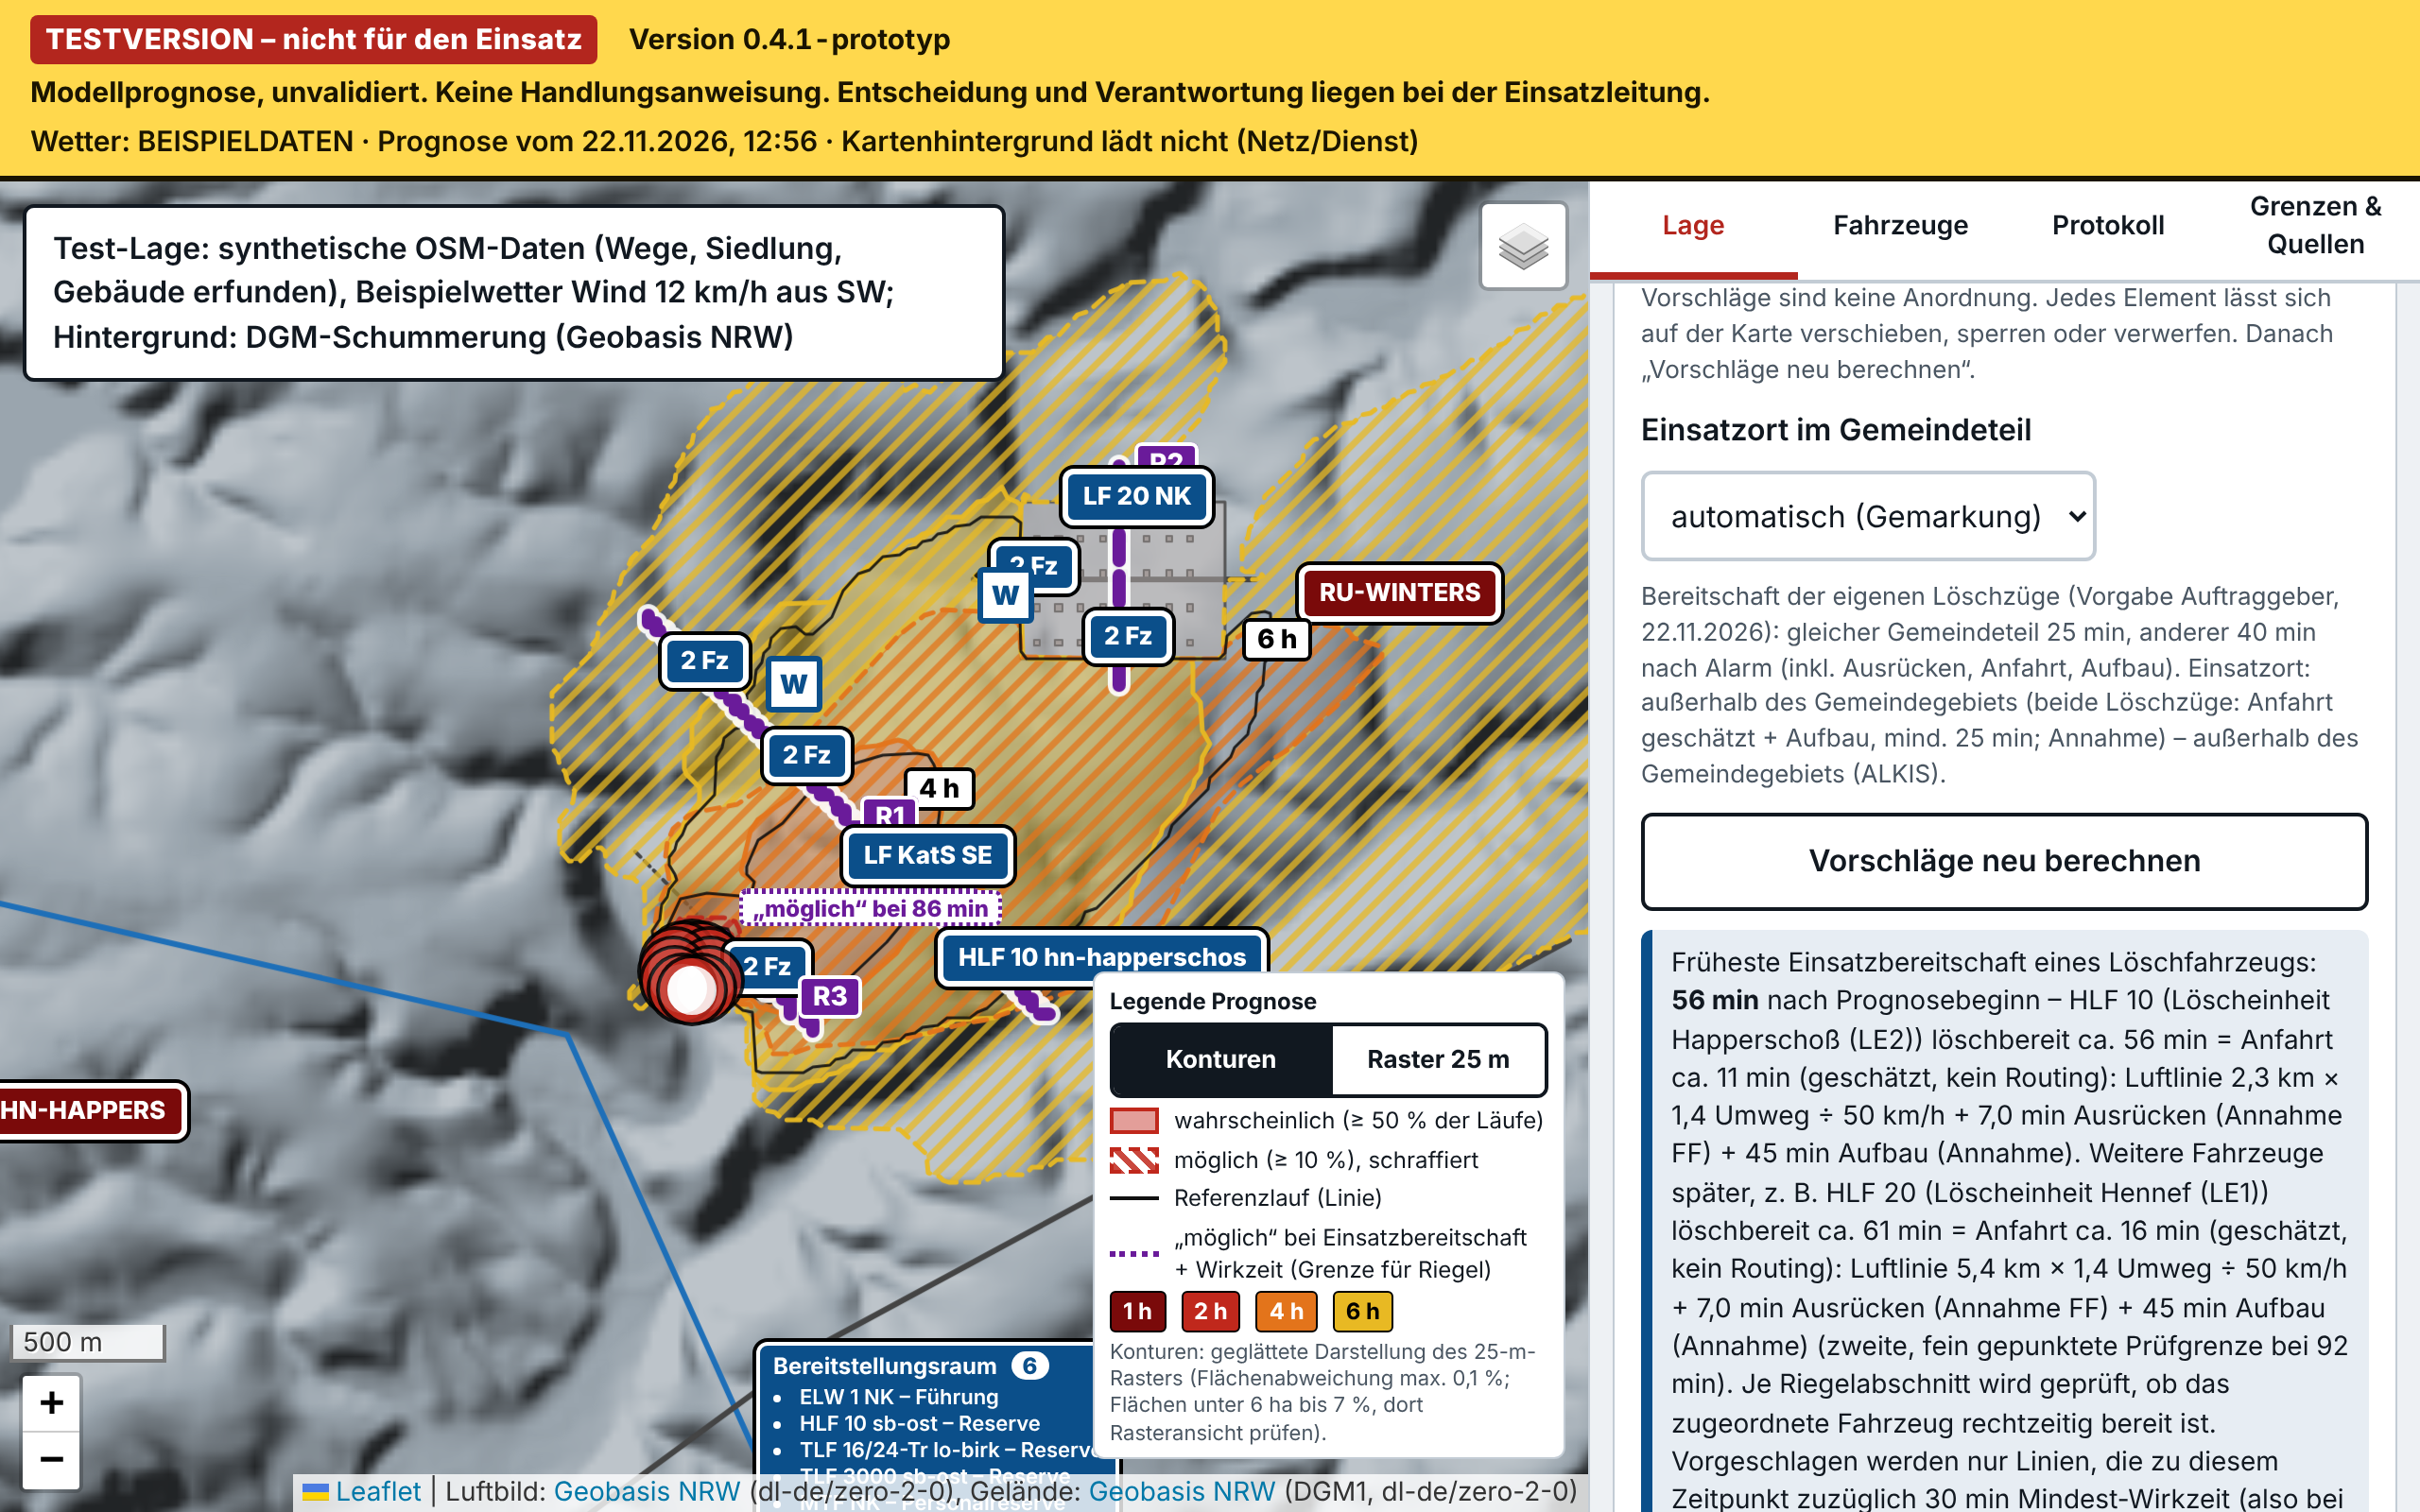 TESTVERSION – nicht für den Einsatz
Version 0.4.1-prototyp
Modellprognose, unvalidiert. Keine Handlungsanweisung. Entscheidung und Verantwortung liegen bei der Einsatzleitung.
Wetter: BEISPIELDATEN · Prognose vom 22.11.2026, 12:56 · Kartenhintergrund lädt nicht (Netz/Dienst)
Test-Lage: synthetische OSM-Daten (Wege, Siedlung,
Gebäude erfunden), Beispielwetter Wind 12 km/h aus SW;
Hintergrund: DGM-Schummerung (Geobasis NRW)
R2
LF 20 NK
2 Fz
W
RU-WINTERS
2 Fz
6 h
2 Fz
W
2 Fz
4 h
R1
LF KatS SE
„möglich“ bei 86 min
2 Fz
HLF 10 hn-happerschos
R3
HN-HAPPERS
Legende Prognose
Konturen
Raster 25 m
wahrscheinlich (≥ 50 % der Läufe)
möglich (≥ 10 %), schraffiert
Referenzlauf (Linie)
„möglich“ bei Einsatzbereitschaft
+ Wirkzeit (Grenze für Riegel)
1 h
2 h
4 h
6 h
Konturen: geglättete Darstellung des 25-m-
Rasters (Flächenabweichung max. 0,1 %;
Flächen unter 6 ha bis 7 %, dort
Rasteransicht prüfen).
500 m
+
−
Bereitstellungsraum 6
ELW 1 NK – Führung
HLF 10 sb-ost – Reserve
TLF 16/24-Tr lo-birk – Reserve
TLF 3000 sb-ost – Reserve
MTF NK – Personalreserve
Leaflet | Luftbild: Geobasis NRW (dl-de/zero-2-0), Gelände: Geobasis NRW (DGM1, dl-de/zero-2-0)
Lage
Fahrzeuge
Protokoll
Grenzen &
Quellen
Vorschläge sind keine Anordnung. Jedes Element lässt sich
auf der Karte verschieben, sperren oder verwerfen. Danach
„Vorschläge neu berechnen“.
Einsatzort im Gemeindeteil
automatisch (Gemarkung)
Bereitschaft der eigenen Löschzüge (Vorgabe Auftraggeber,
22.11.2026): gleicher Gemeindeteil 25 min, anderer 40 min
nach Alarm (inkl. Ausrücken, Anfahrt, Aufbau). Einsatzort:
außerhalb des Gemeindegebiets (beide Löschzüge: Anfahrt
geschätzt + Aufbau, mind. 25 min; Annahme) – außerhalb des
Gemeindegebiets (ALKIS).
Vorschläge neu berechnen
Früheste Einsatzbereitschaft eines Löschfahrzeugs:
56 min nach Prognosebeginn – HLF 10 (Löscheinheit
Happerschoß (LE2)) löschbereit ca. 56 min = Anfahrt
ca. 11 min (geschätzt, kein Routing): Luftlinie 2,3 km ×
1,4 Umweg ÷ 50 km/h + 7,0 min Ausrücken (Annahme
FF) + 45 min Aufbau (Annahme). Weitere Fahrzeuge
später, z. B. HLF 20 (Löscheinheit Hennef (LE1))
löschbereit ca. 61 min = Anfahrt ca. 16 min (geschätzt,
kein Routing): Luftlinie 5,4 km × 1,4 Umweg ÷ 50 km/h
+ 7,0 min Ausrücken (Annahme FF) + 45 min Aufbau
(Annahme) (zweite, fein gepunktete Prüfgrenze bei 92
min). Je Riegelabschnitt wird geprüft, ob das
zugeordnete Fahrzeug rechtzeitig bereit ist.
Vorgeschlagen werden nur Linien, die zu diesem
Zeitpunkt zuzüglich 30 min Mindest-Wirkzeit (also bei